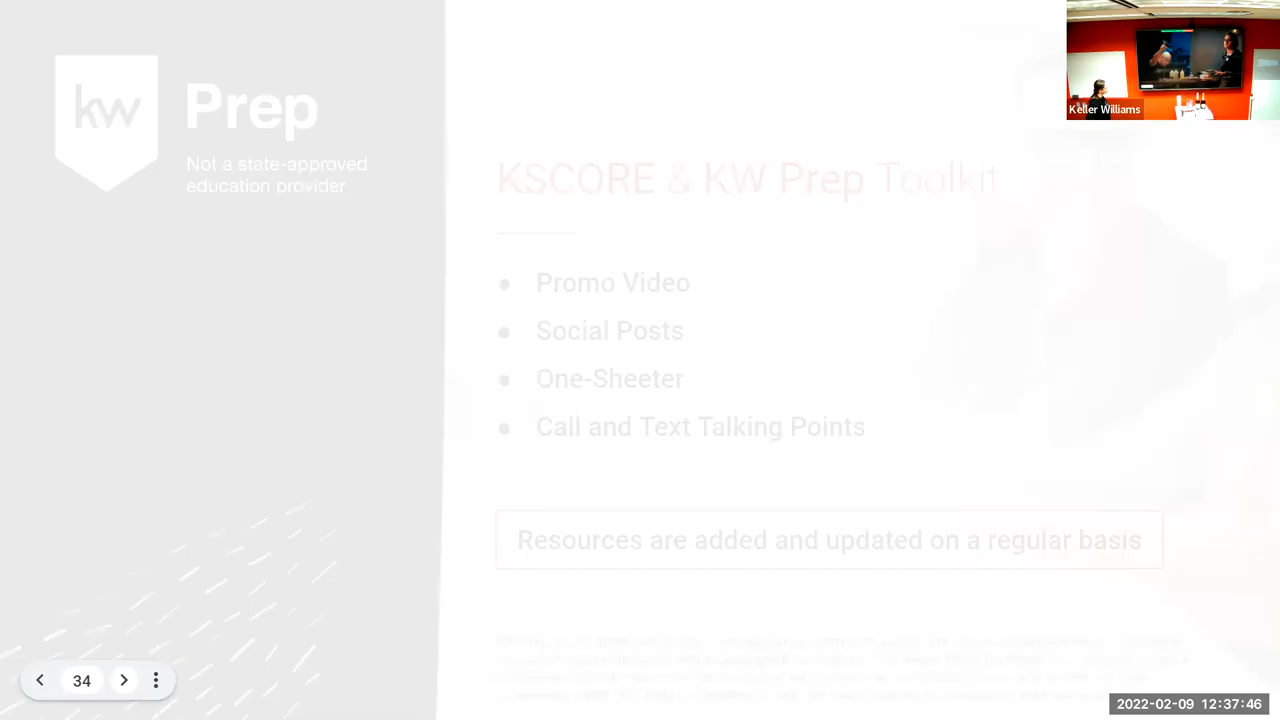 kw
Prep
Not a state-approved
education provider
Keller Williams
KSCORE & KW Prep Toolkit
● Promo Video
● Social Posts
● One-Sheeter
● Call and Text Talking Points
Resources are added and updated on a regular basis
34
2022-02-09 12:37:46